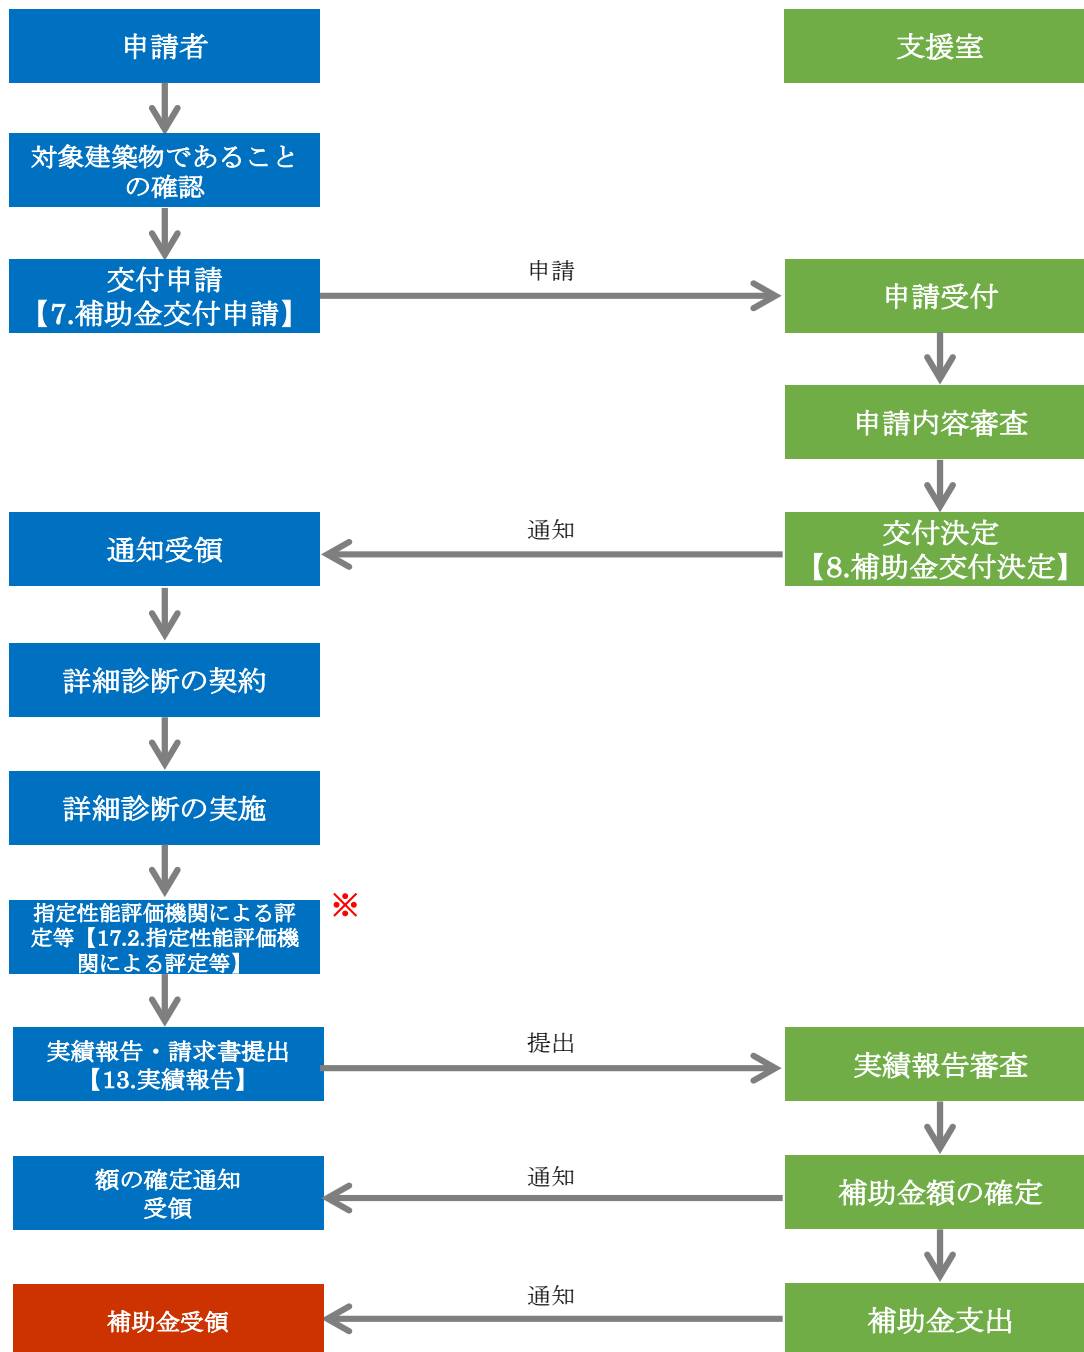 申請者
支援室
対象建築物であること
の確認
交付申請
【7.補助金交付申請】
申請
申請受付
申請内容審査
通知受領
通知
交付決定
【8.補助金交付決定】
詳細診断の契約
詳細診断の実施
指定性能評価機関による評
定等【17.2.指定性能評価機
関による評定等】
※
実績報告・請求書提出
【13.実績報告】
提出
実績報告審査
額の確定通知
受領
通知
補助金額の確定
補助金受領
通知
補助金支出